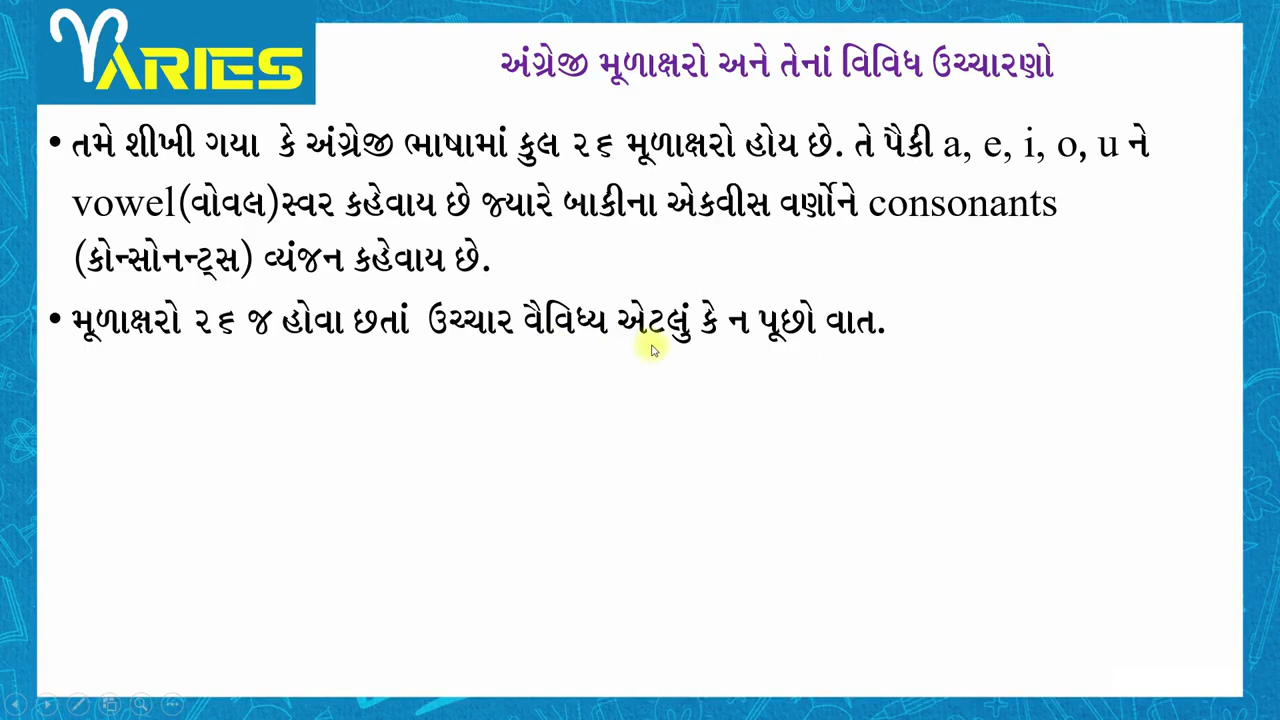 ARIES
અંગ્રેજી મૂળાક્ષરો અને તેનાં વિવિધ ઉચ્ચારણો
• તમે શીખી ગયા કે અંગ્રેજી ભાષામાં કુલ ૨૬ મૂળાક્ષરો હોય છે. તે પૈકી a, e, i, o, u ને
vowel(વોવલ)સ્વર કહેવાય છે જ્યારે બાકીના એકવીસ વર્ણોને consonants
(કોન્સોનન્ટ્સ) વ્યંજન કહેવાય છે.
• મૂળાક્ષરો ૨૬ જ હોવા છતાં ઉચ્ચાર વૈવિધ્ય એટલું કે ન પૂછો વાત.